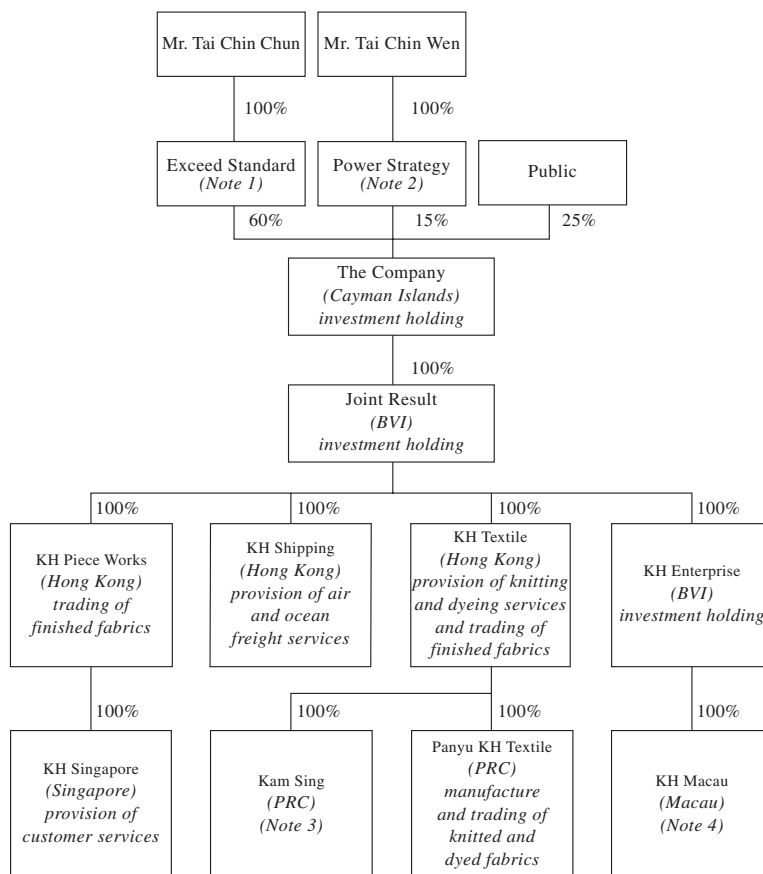 Mr. Tai Chin Chun
Mr. Tai Chin Wen
100%
100%
Exceed Standard
(Note 1)
Power Strategy
(Note 2)
Public
60%
15%
25%
The Company
(Cayman Islands)
investment holding
100%
Joint Result
(BVI)
investment holding
100%
100%
100%
100%
KH Piece Works
(Hong Kong)
trading of
finished fabrics
KH Shipping
(Hong Kong)
provision of air
and ocean
freight services
KH Textile
(Hong Kong)
provision of knitting
and dyeing services
and trading of
finished fabrics
KH Enterprise
(BVI)
investment holding
100%
100%
100%
100%
KH Singapore
(Singapore)
provision of
customer services
Kam Sing
(PRC)
(Note 3)
Panyu KH Textile
(PRC)
manufacture
and trading of
knitted and
dyed fabrics
KH Macau
(Macau)
(Note 4)